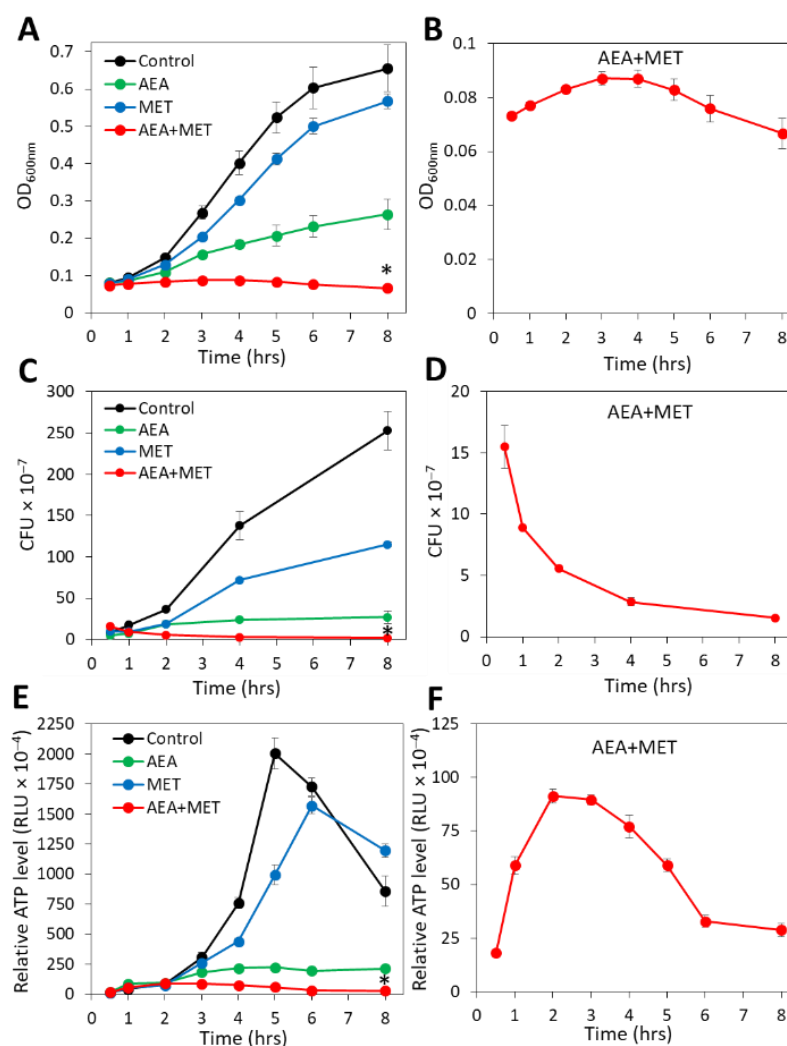 A
0.7
0.6
0.5
0.4
0.3
0.2
0.1
0
OD600nm
Control
AEA
MET
AEA+MET
*
0 1 2 3 4 5 6 7 8
Time (hrs)
B
AEA+MET
0.1
0.08
0.06
0.04
0.02
0
OD600nm
0 1 2 3 4 5 6 7 8
Time (hrs)
C
300
250
200
150
100
50
0
CFU × 10⁻⁷
Control
AEA
MET
AEA+MET
*
0 1 2 3 4 5 6 7 8
Time (hrs)
D
AEA+MET
20
15
10
5
0
CFU × 10⁻⁷
0 1 2 3 4 5 6 7 8
Time (hrs)
E
2250
2000
1750
1500
1250
1000
750
500
250
0
Relative ATP level (RLU × 10⁻⁴)
Control
AEA
MET
AEA+MET
*
0 1 2 3 4 5 6 7 8
Time (hrs)
F
AEA+MET
125
100
75
50
25
0
Relative ATP level (RLU × 10⁻⁴)
0 1 2 3 4 5 6 7 8
Time (hrs)